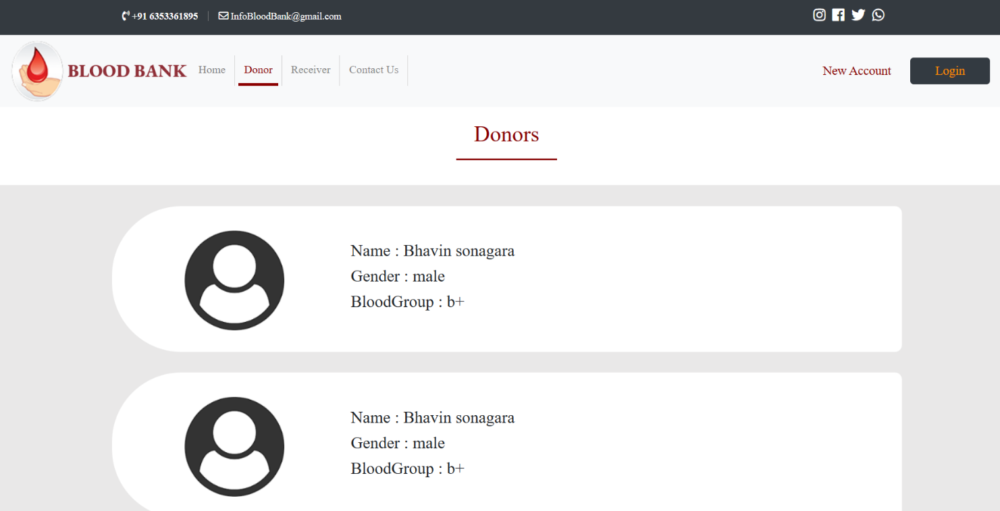 +91 6353361895 InfoBloodBank@gmail.com
BLOOD BANK Home Donor Receiver Contact Us New Account Login
Donors
Name : Bhavin sonagara
Gender : male
BloodGroup : b+
Name : Bhavin sonagara
Gender : male
BloodGroup : b+